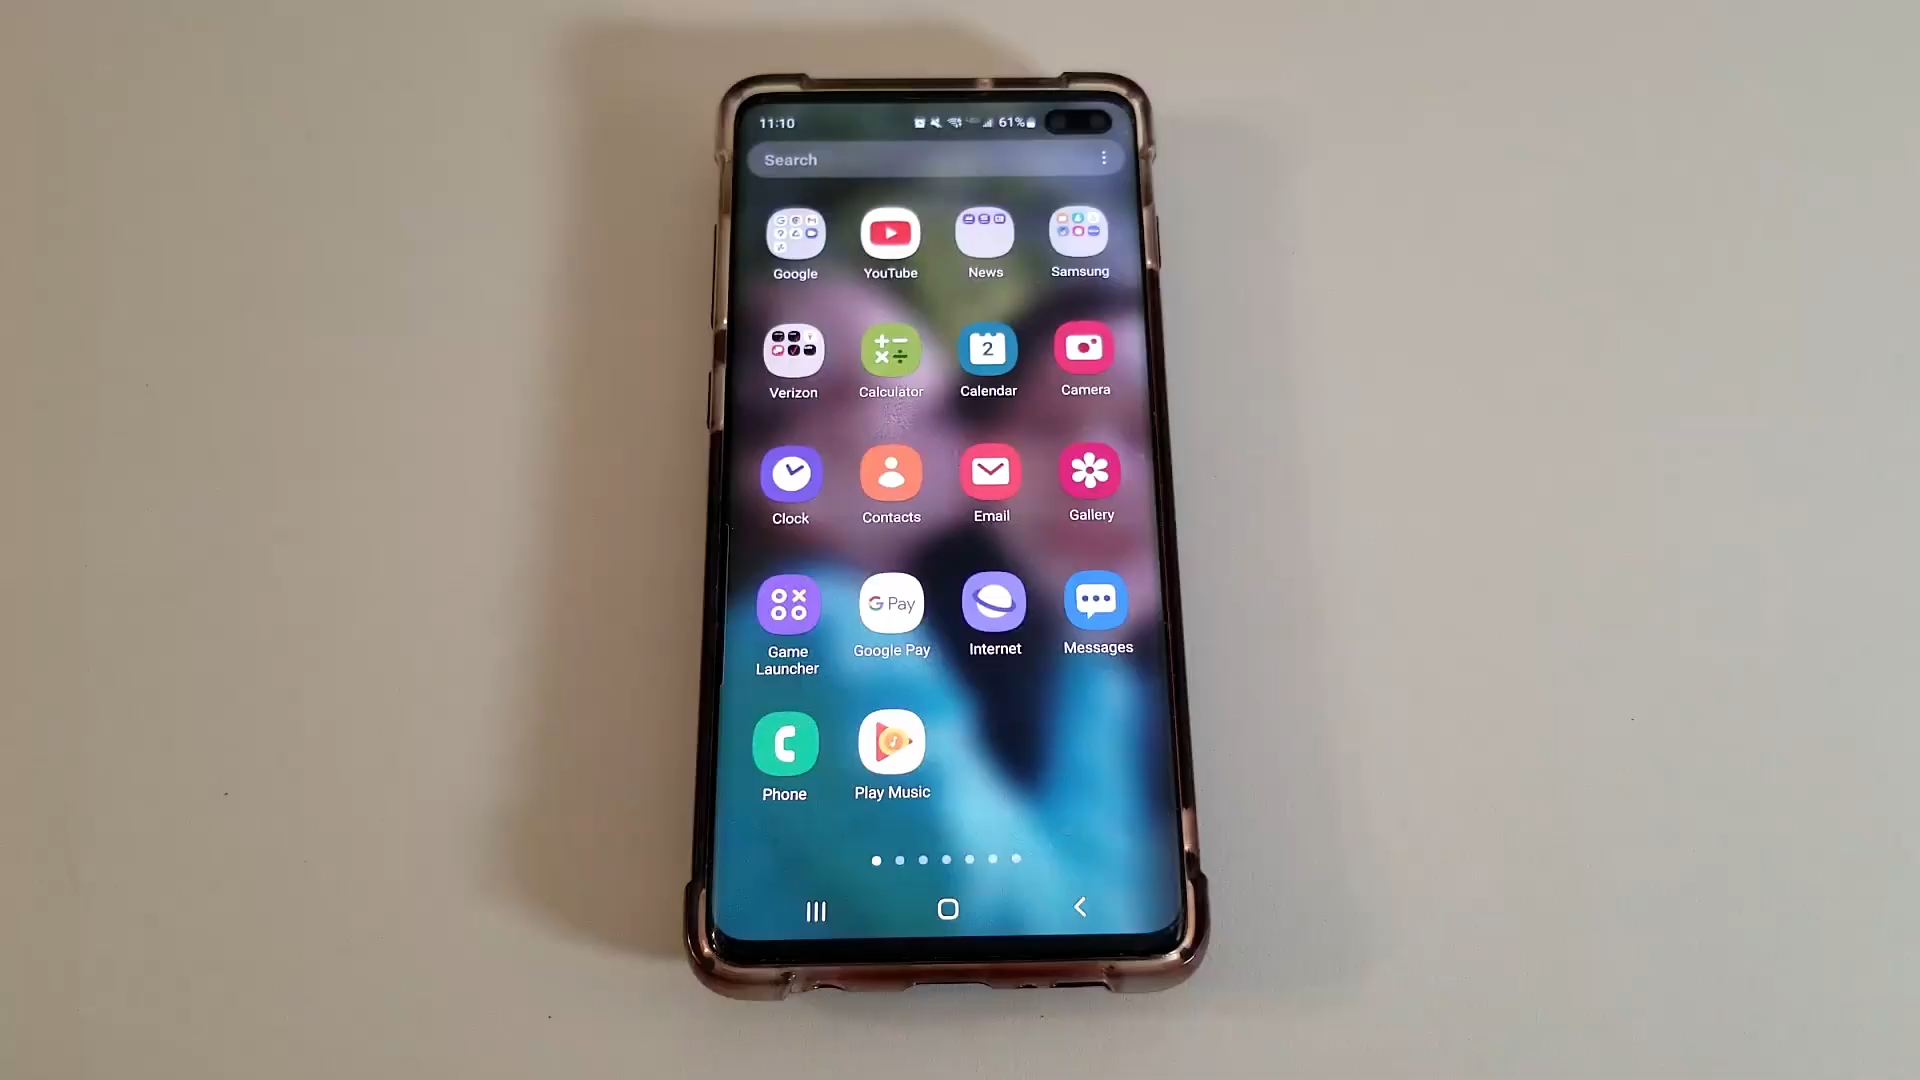 11:10 61%
Search
Google YouTube News Samsung
2
Verizon Calculator Calendar Camera
Clock Contacts Email Gallery
G Pay
Game Launcher Google Pay Internet Messages
Phone Play Music